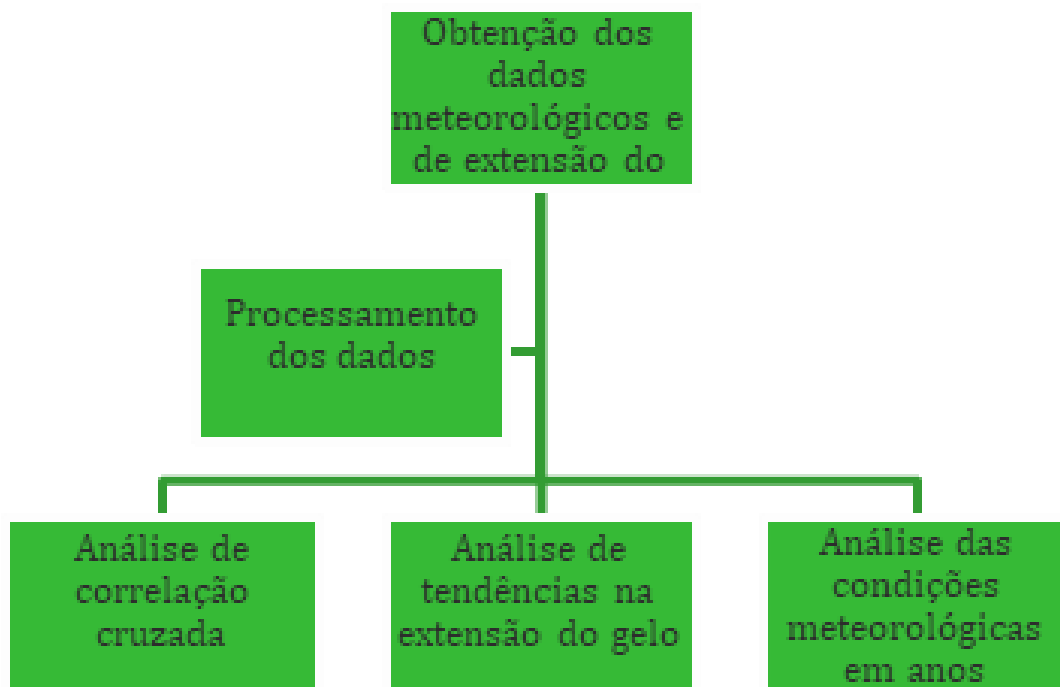 Obtenção dos
dados
meteorológicos e
de extensão do
Processamento
dos dados
Análise de
correlação
cruzada
Análise de
tendências na
extensão do gelo
Análise das
condições
meteorológicas
em anos